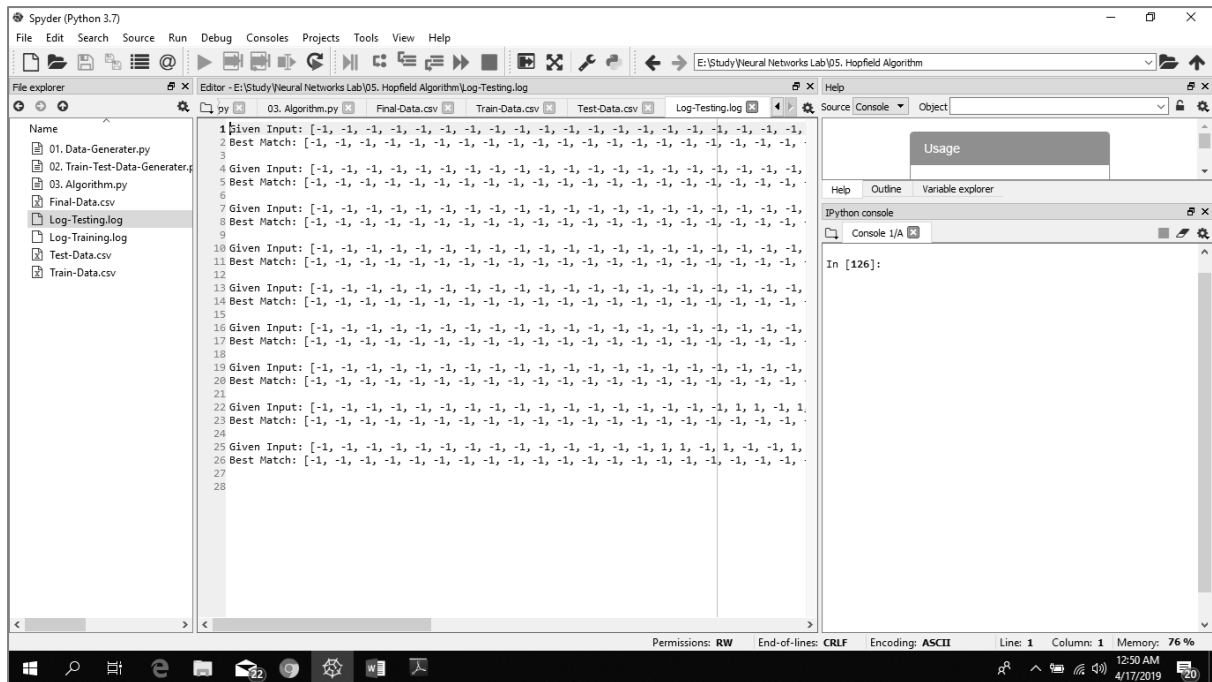 Spyder (Python 3.7)
File Edit Search Source Run Debug Consoles Projects Tools View Help
E:\Study\Neural Networks Lab\05. Hopfield Algorithm
File explorer
Editor - E:\Study\Neural Networks Lab\05. Hopfield Algorithm\Log-Testing.log
Help
py 03. Algorithm.py Final-Data.csv Train-Data.csv Test-Data.csv Log-Testing.log
Source Console Object
Name
01. Data-Generater.py
02. Train-Test-Data-Generater.p
03. Algorithm.py
Final-Data.csv
Log-Testing.log
Log-Training.log
Test-Data.csv
Train-Data.csv
1 Given Input: [-1, -1, -1, -1, -1, -1, -1, -1, -1, -1, -1, -1, -1, -1, -1, -1, -1, -1, -1, -1, -1,
2 Best Match: [-1, -1, -1, -1, -1, -1, -1, -1, -1, -1, -1, -1, -1, -1, -1, -1, -1, -1, -1, -1, -1,
3
4 Given Input: [-1, -1, -1, -1, -1, -1, -1, -1, -1, -1, -1, -1, -1, -1, -1, -1, -1, -1, -1, -1, -1,
5 Best Match: [-1, -1, -1, -1, -1, -1, -1, -1, -1, -1, -1, -1, -1, -1, -1, -1, -1, -1, -1, -1, -1,
6
7 Given Input: [-1, -1, -1, -1, -1, -1, -1, -1, -1, -1, -1, -1, -1, -1, -1, -1, -1, -1, -1, -1, -1,
8 Best Match: [-1, -1, -1, -1, -1, -1, -1, -1, -1, -1, -1, -1, -1, -1, -1, -1, -1, -1, -1, -1, -1,
9
10 Given Input: [-1, -1, -1, -1, -1, -1, -1, -1, -1, -1, -1, -1, -1, -1, -1, -1, -1, -1, -1, -1, -1,
11 Best Match: [-1, -1, -1, -1, -1, -1, -1, -1, -1, -1, -1, -1, -1, -1, -1, -1, -1, -1, -1, -1, -1,
12
13 Given Input: [-1, -1, -1, -1, -1, -1, -1, -1, -1, -1, -1, -1, -1, -1, -1, -1, -1, -1, -1, -1, -1,
14 Best Match: [-1, -1, -1, -1, -1, -1, -1, -1, -1, -1, -1, -1, -1, -1, -1, -1, -1, -1, -1, -1, -1,
15
16 Given Input: [-1, -1, -1, -1, -1, -1, -1, -1, -1, -1, -1, -1, -1, -1, -1, -1, -1, -1, -1, -1, -1,
17 Best Match: [-1, -1, -1, -1, -1, -1, -1, -1, -1, -1, -1, -1, -1, -1, -1, -1, -1, -1, -1, -1, -1,
18
19 Given Input: [-1, -1, -1, -1, -1, -1, -1, -1, -1, -1, -1, -1, -1, -1, -1, -1, -1, -1, -1, -1, -1,
20 Best Match: [-1, -1, -1, -1, -1, -1, -1, -1, -1, -1, -1, -1, -1, -1, -1, -1, -1, -1, -1, -1, -1,
21
22 Given Input: [-1, -1, -1, -1, -1, -1, -1, -1, -1, -1, -1, -1, -1, -1, -1, -1, -1, -1, 1, 1, -1, 1,
23 Best Match: [-1, -1, -1, -1, -1, -1, -1, -1, -1, -1, -1, -1, -1, -1, -1, -1, -1, -1, -1, -1, -1,
24
25 Given Input: [-1, -1, -1, -1, -1, -1, -1, -1, -1, -1, -1, -1, -1, -1, -1, 1, 1, -1, 1, -1, -1, 1,
26 Best Match: [-1, -1, -1, -1, -1, -1, -1, -1, -1, -1, -1, -1, -1, -1, -1, -1, -1, -1, -1, -1, -1,
27
28
Usage
Help Outline Variable explorer
IPython console
Console 1/A
In [126]:
Permissions: RW End-of-lines: CRLF Encoding: ASCII Line: 1 Column: 1 Memory: 76 %
22
12:50 AM
4/17/2019
20